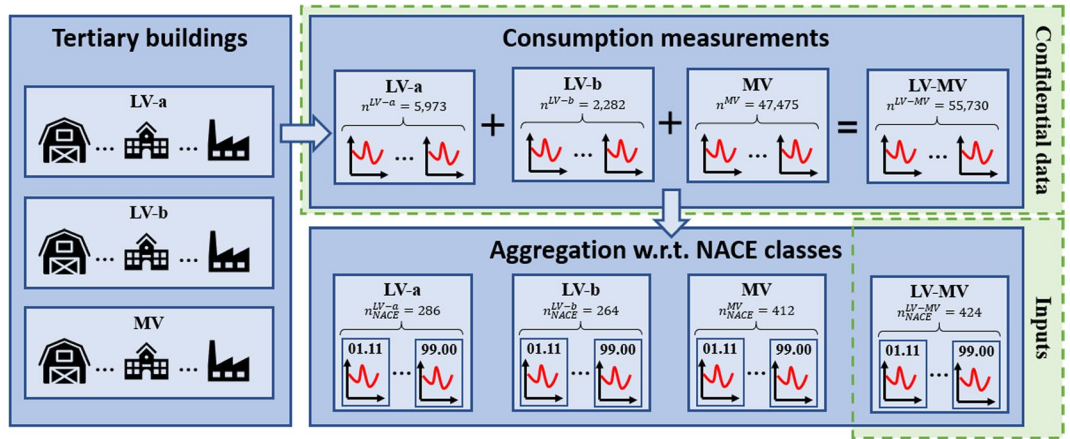 Tertiary buildings
LV-a
...
...
LV-b
...
...
MV
...
...
Consumption measurements
LV-a
n^{LV-a} = 5,973
...
+
LV-b
n^{LV-b} = 2,282
...
+
MV
n^{MV} = 47,475
...
=
LV-MV
n^{LV-MV} = 55,730
...
Confidential data
Aggregation w.r.t. NACE classes
LV-a
n_{NACE}^{LV-a} = 286
01.11 ... 99.00
LV-b
n_{NACE}^{LV-b} = 264
01.11 ... 99.00
MV
n_{NACE}^{MV} = 412
01.11 ... 99.00
LV-MV
n_{NACE}^{LV-MV} = 424
01.11 ... 99.00
Inputs